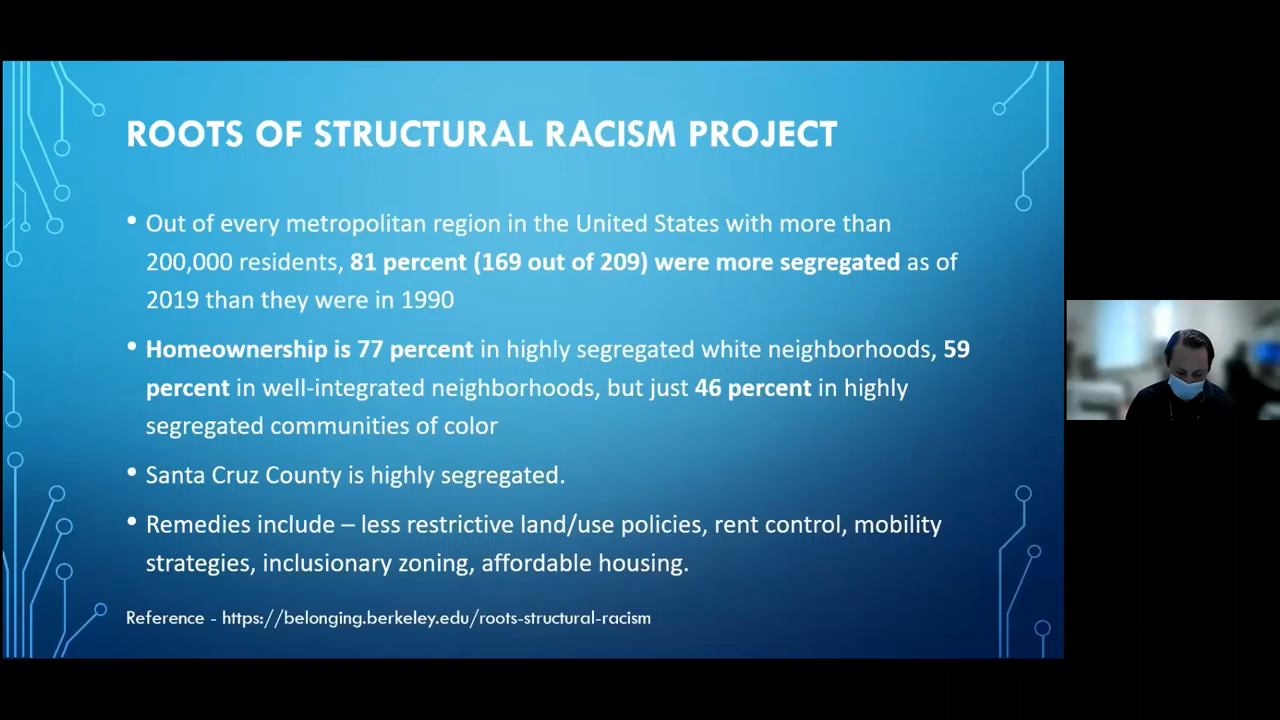 ROOTS OF STRUCTURAL RACISM PROJECT
• Out of every metropolitan region in the United States with more than
200,000 residents, 81 percent (169 out of 209) were more segregated as of
2019 than they were in 1990
• Homeownership is 77 percent in highly segregated white neighborhoods, 59
percent in well-integrated neighborhoods, but just 46 percent in highly
segregated communities of color
• Santa Cruz County is highly segregated.
• Remedies include – less restrictive land/use policies, rent control, mobility
strategies, inclusionary zoning, affordable housing.
Reference - https://belonging.berkeley.edu/roots-structural-racism